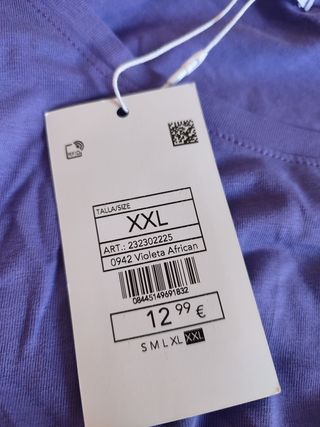 TALLA/SIZE
XXL
ART.: 232302225
0942 Violeta African
08445149691832
12 99 €
S M L XL XXL